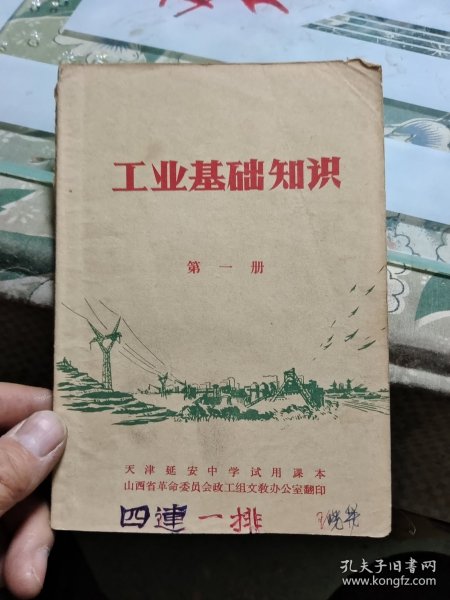 工业基础知识
第一册
天津延安中学试用课本
山西省革命委员会政工组文教办公室翻印
四連一排
孔夫子旧书网
www.kongfz.com